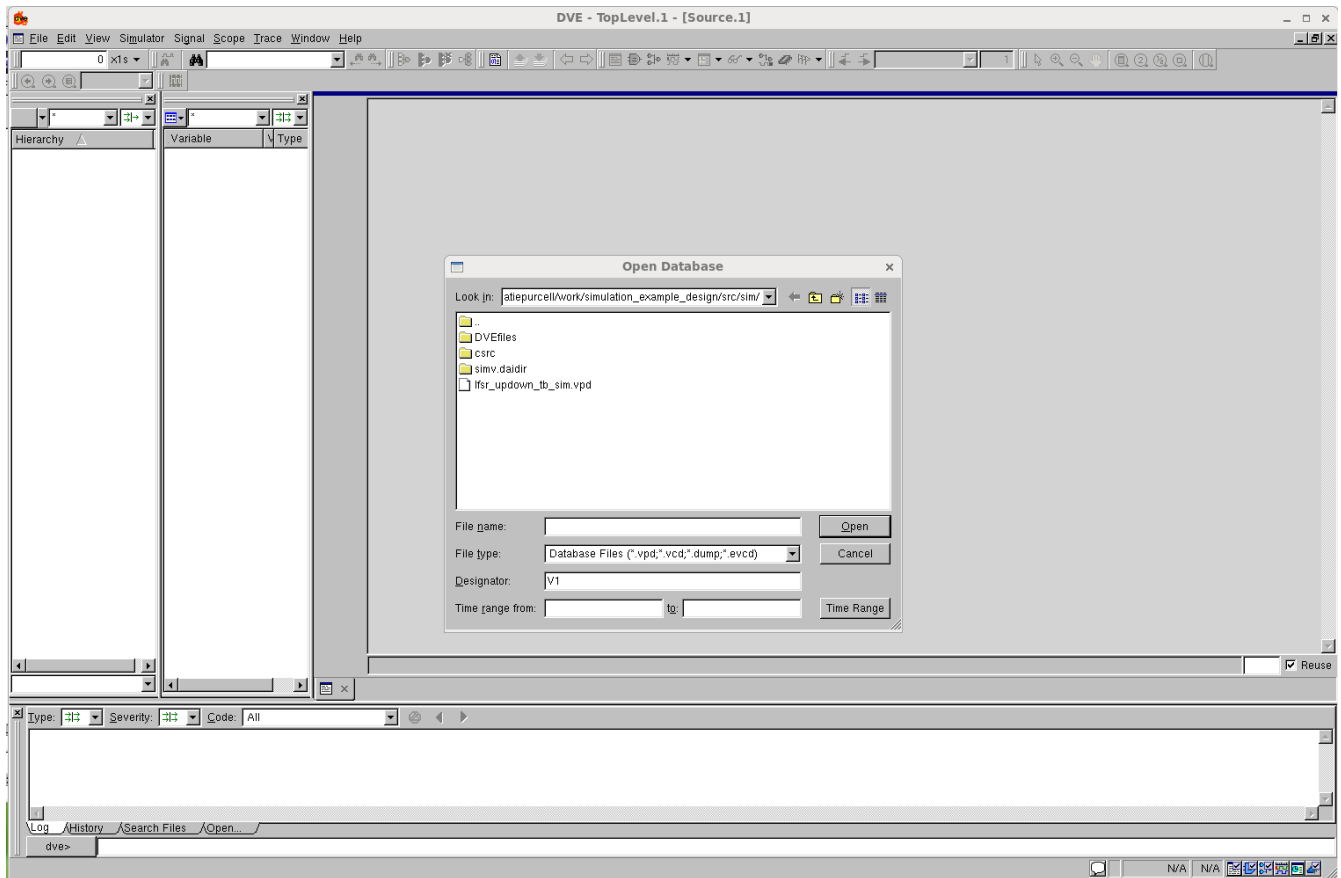 DVE - TopLevel.1 - [Source.1]
File Edit View Simulator Signal Scope Trace Window Help
0 x1s
1
* *
Hierarchy Variable V Type
Open Database
Look in: atiepurcell/work/simulation_example_design/src/sim/
..
DVEfiles
csrc
simv.daidir
lfsr_updown_tb_sim.vpd
File name: Open
File type: Database Files (*.vpd;*.vcd;*.dump;*.evcd) Cancel
Designator: V1
Time range from: to: Time Range
Reuse
Type: Severity: Code: All
Log History Search Files Open...
dve>
N/A N/A